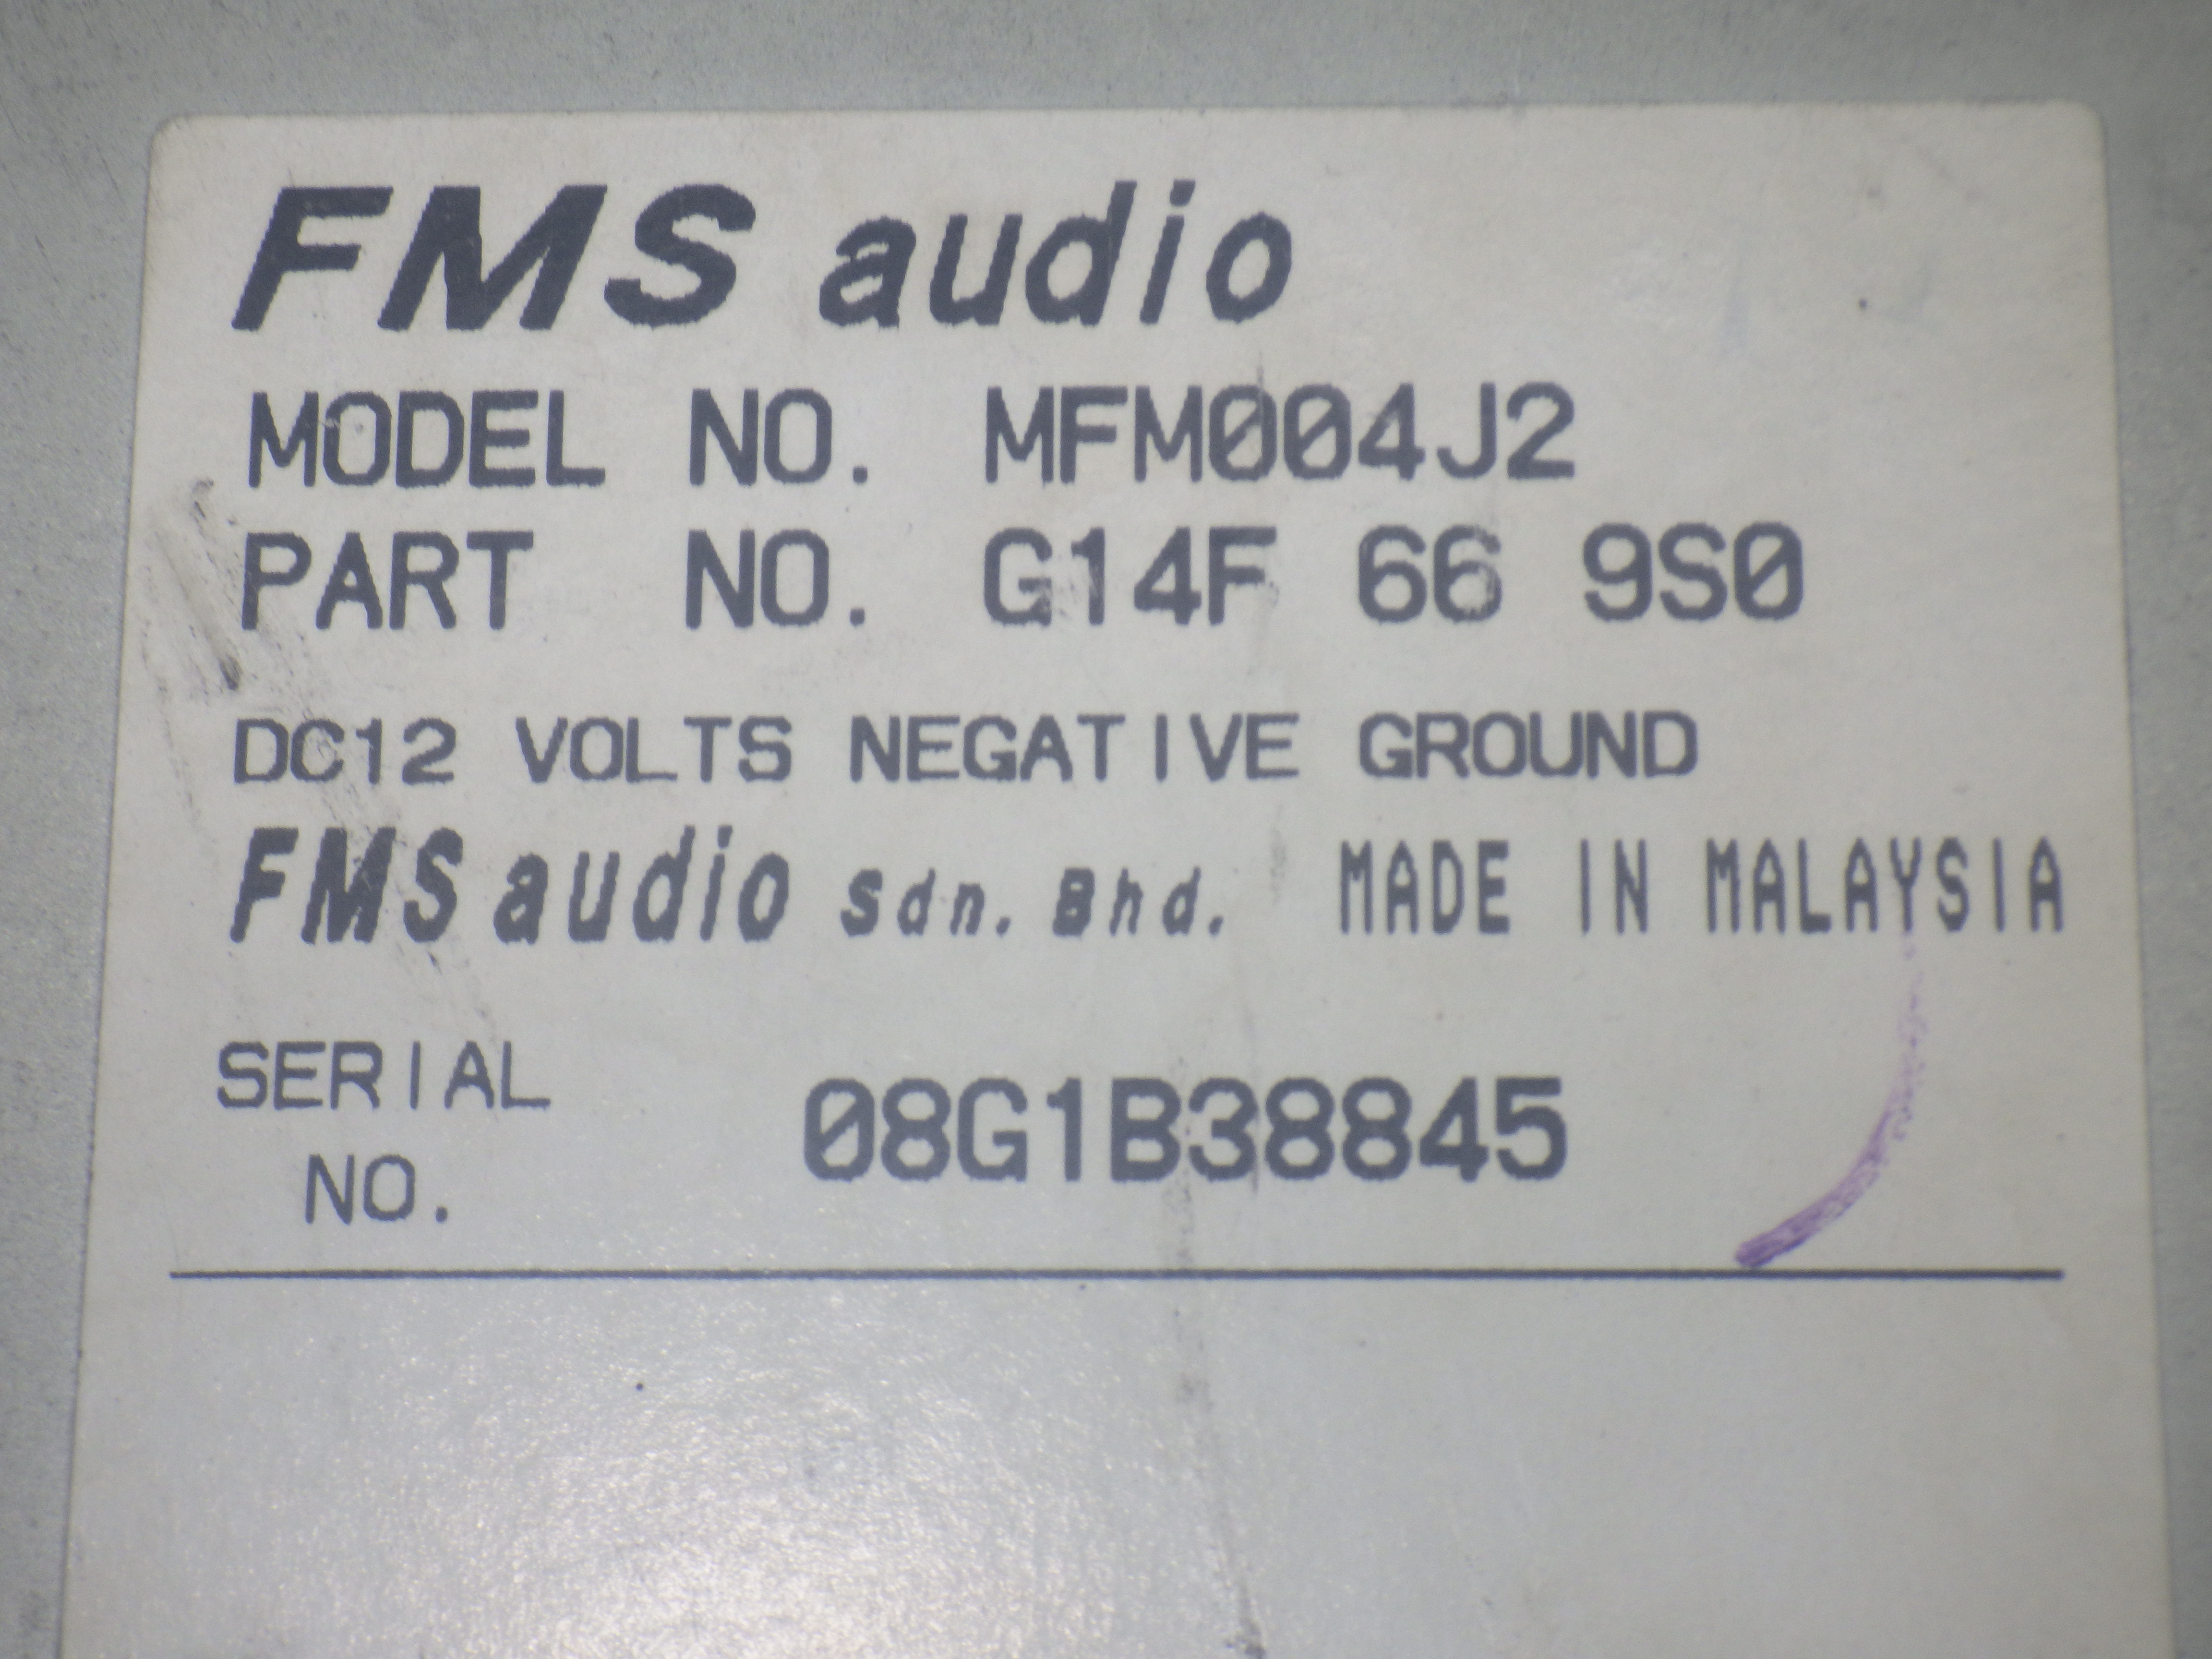 FMS audio
MODEL NO. MFM004J2
PART NO. G14F 66 9S0
DC12 VOLTS NEGATIVE GROUND
FMS audio Sdn. Bhd. MADE IN MALAYSIA
SERIAL NO. 08G1B38845